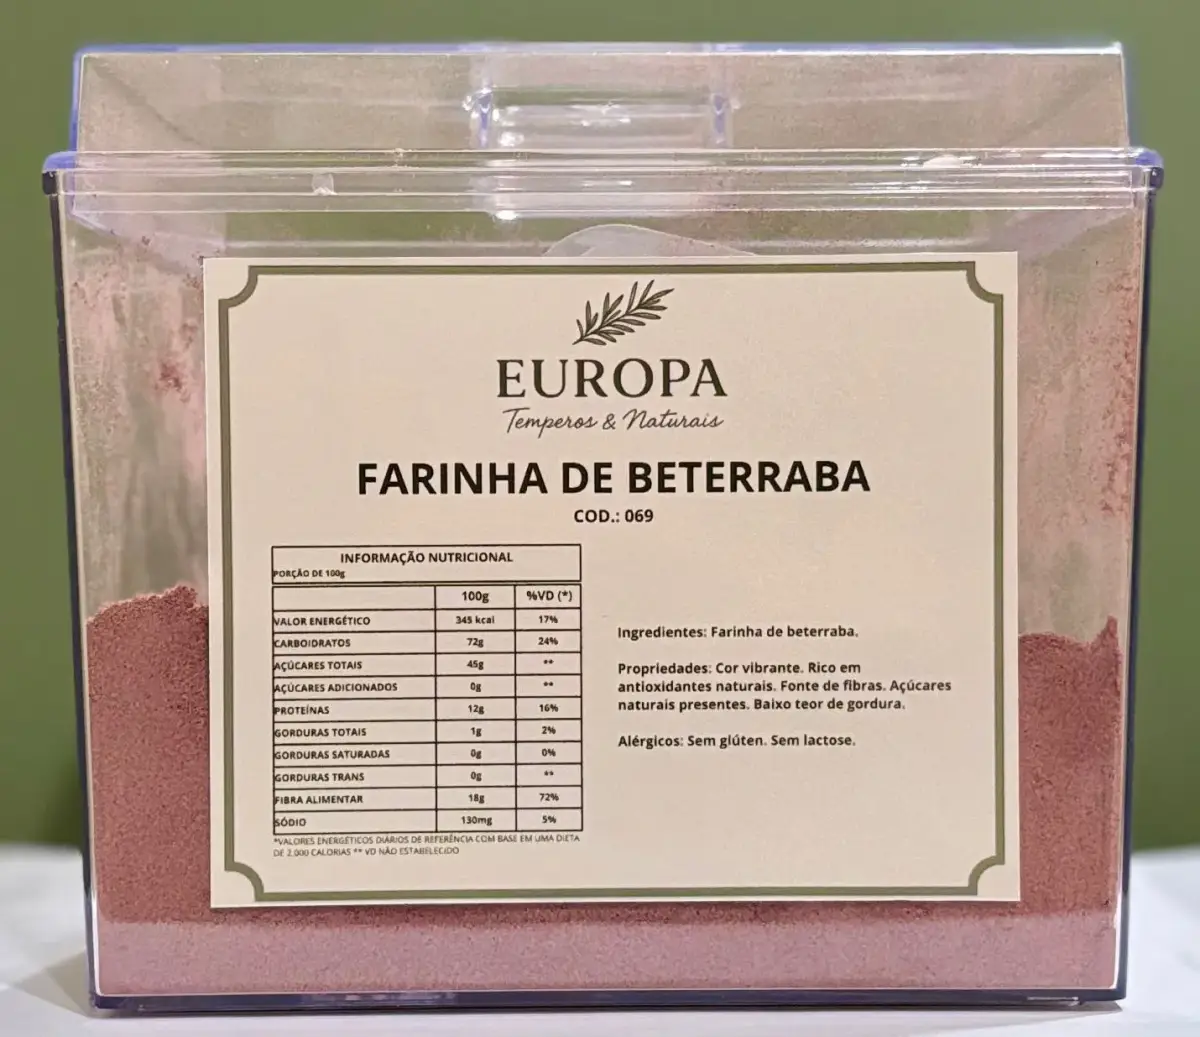 EUROPA
Temperos & Naturais
FARINHA DE BETERRABA
COD.: 069
INFORMAÇÃO NUTRICIONAL
PORÇÃO DE 100g
100g %VD (*)
VALOR ENERGÉTICO 345 kcal 17%
CARBOIDRATOS 72g 24%
AÇÚCARES TOTAIS 45g **
AÇÚCARES ADICIONADOS 0g **
PROTEÍNAS 12g 16%
GORDURAS TOTAIS 1g 2%
GORDURAS SATURADAS 0g 0%
GORDURAS TRANS 0g **
FIBRA ALIMENTAR 18g 72%
SÓDIO 130mg 5%
*VALORES ENERGÉTICOS DIÁRIOS DE REFERÊNCIA COM BASE EM UMA DIETA
DE 2.000 CALORIAS ** VD NÃO ESTABELECIDO
Ingredientes: Farinha de beterraba.
Propriedades: Cor vibrante. Rico em
antioxidantes naturais. Fonte de fibras. Açúcares
naturais presentes. Baixo teor de gordura.
Alérgicos: Sem glúten. Sem lactose.